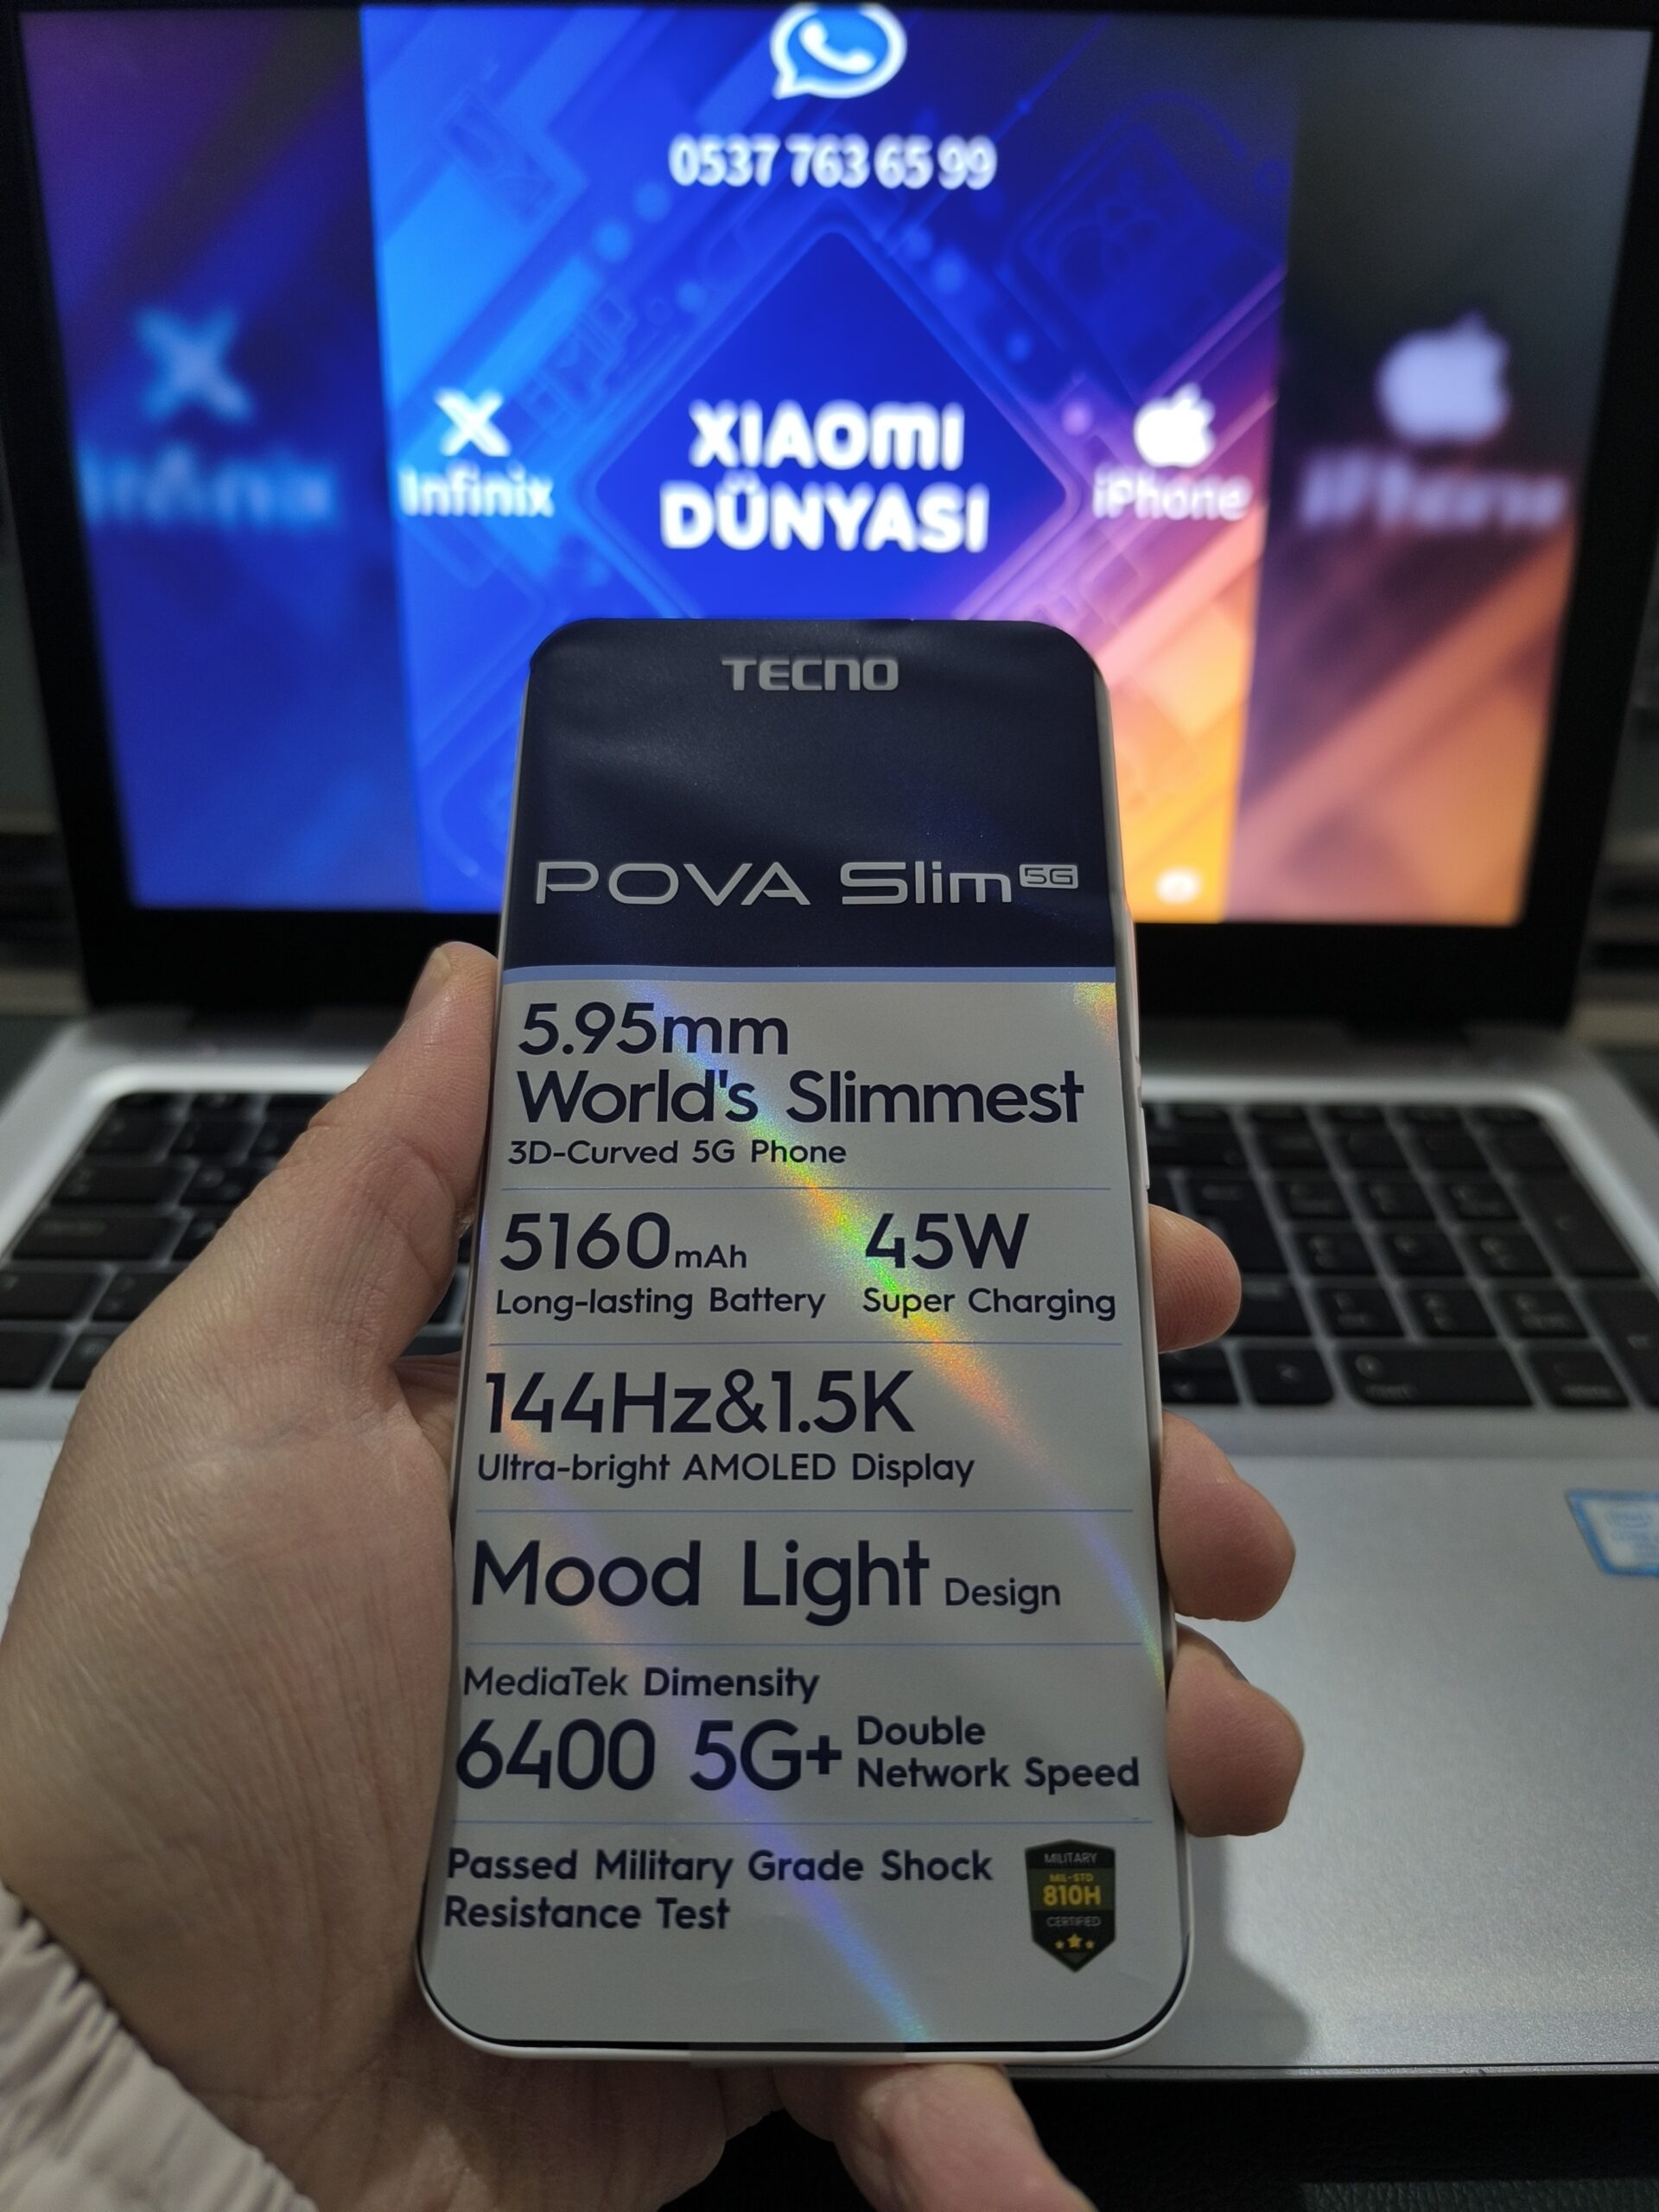 0537 763 65 99
Infinix
XIAOMI
DÜNYASI
iPhone
Infinix
iPhone
TECNO
POVA Slim 5G
5.95mm
World's Slimmest
3D-Curved 5G Phone
5160mAh 45W
Long-lasting Battery Super Charging
144Hz&1.5K
Ultra-bright AMOLED Display
Mood Light Design
MediaTek Dimensity
6400 5G+ Double
Network Speed
Passed Military Grade Shock
Resistance Test
MILITARY
MIL-STD
810H
CERTIFIED